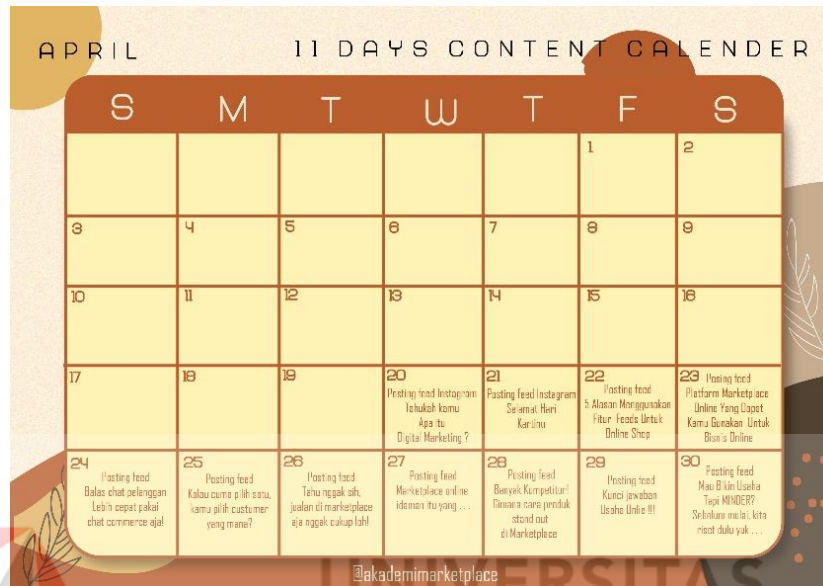 APRIL
11 DAYS CONTENT CALENDER
S M T W T F S
1 2
3 4 5 6 7 8 9
10 11 12 13 14 15 16
17 18 19
20
Posting feed Instagram
Tahukah kamu
Apa itu
Digital Marketing ?
21
Posting Feed Instagram
Selamat Hari
Kartini
22
Posting feed
5 Alasan Menggunakan
Fitur Feeds Untuk
Online Shop
23 Posting feed
Platform Marketplace
Online Yang Dapat
Kamu Gunakan Untuk
Bisnis Online
24
Posting feed
Balas chat pelanggan
Lebih cepat pakai
chat commerce aja!
25
Posting feed
Kalau cuma pilih satu,
kamu pilih custumer
yang mana?
26
Posting feed
Tahu nggak sih,
jualan di marketplace
aja nggak cukup loh!
27
Posting feed
Marketplace online
idaman itu yang . . .
28
Posting feed
Banyak Kompetitur!
Gimana cara produk
stand out
di Marketplace
29
Posting feed
Kunci jawaban
Usaha Onlie !!!
30
Posting feed
Mau Bikin Usaha
Tapi MINDER?
Sebelum mulai, kita
riset dulu yuk . . . .
@akademimarketplace
UNIVERSITAS